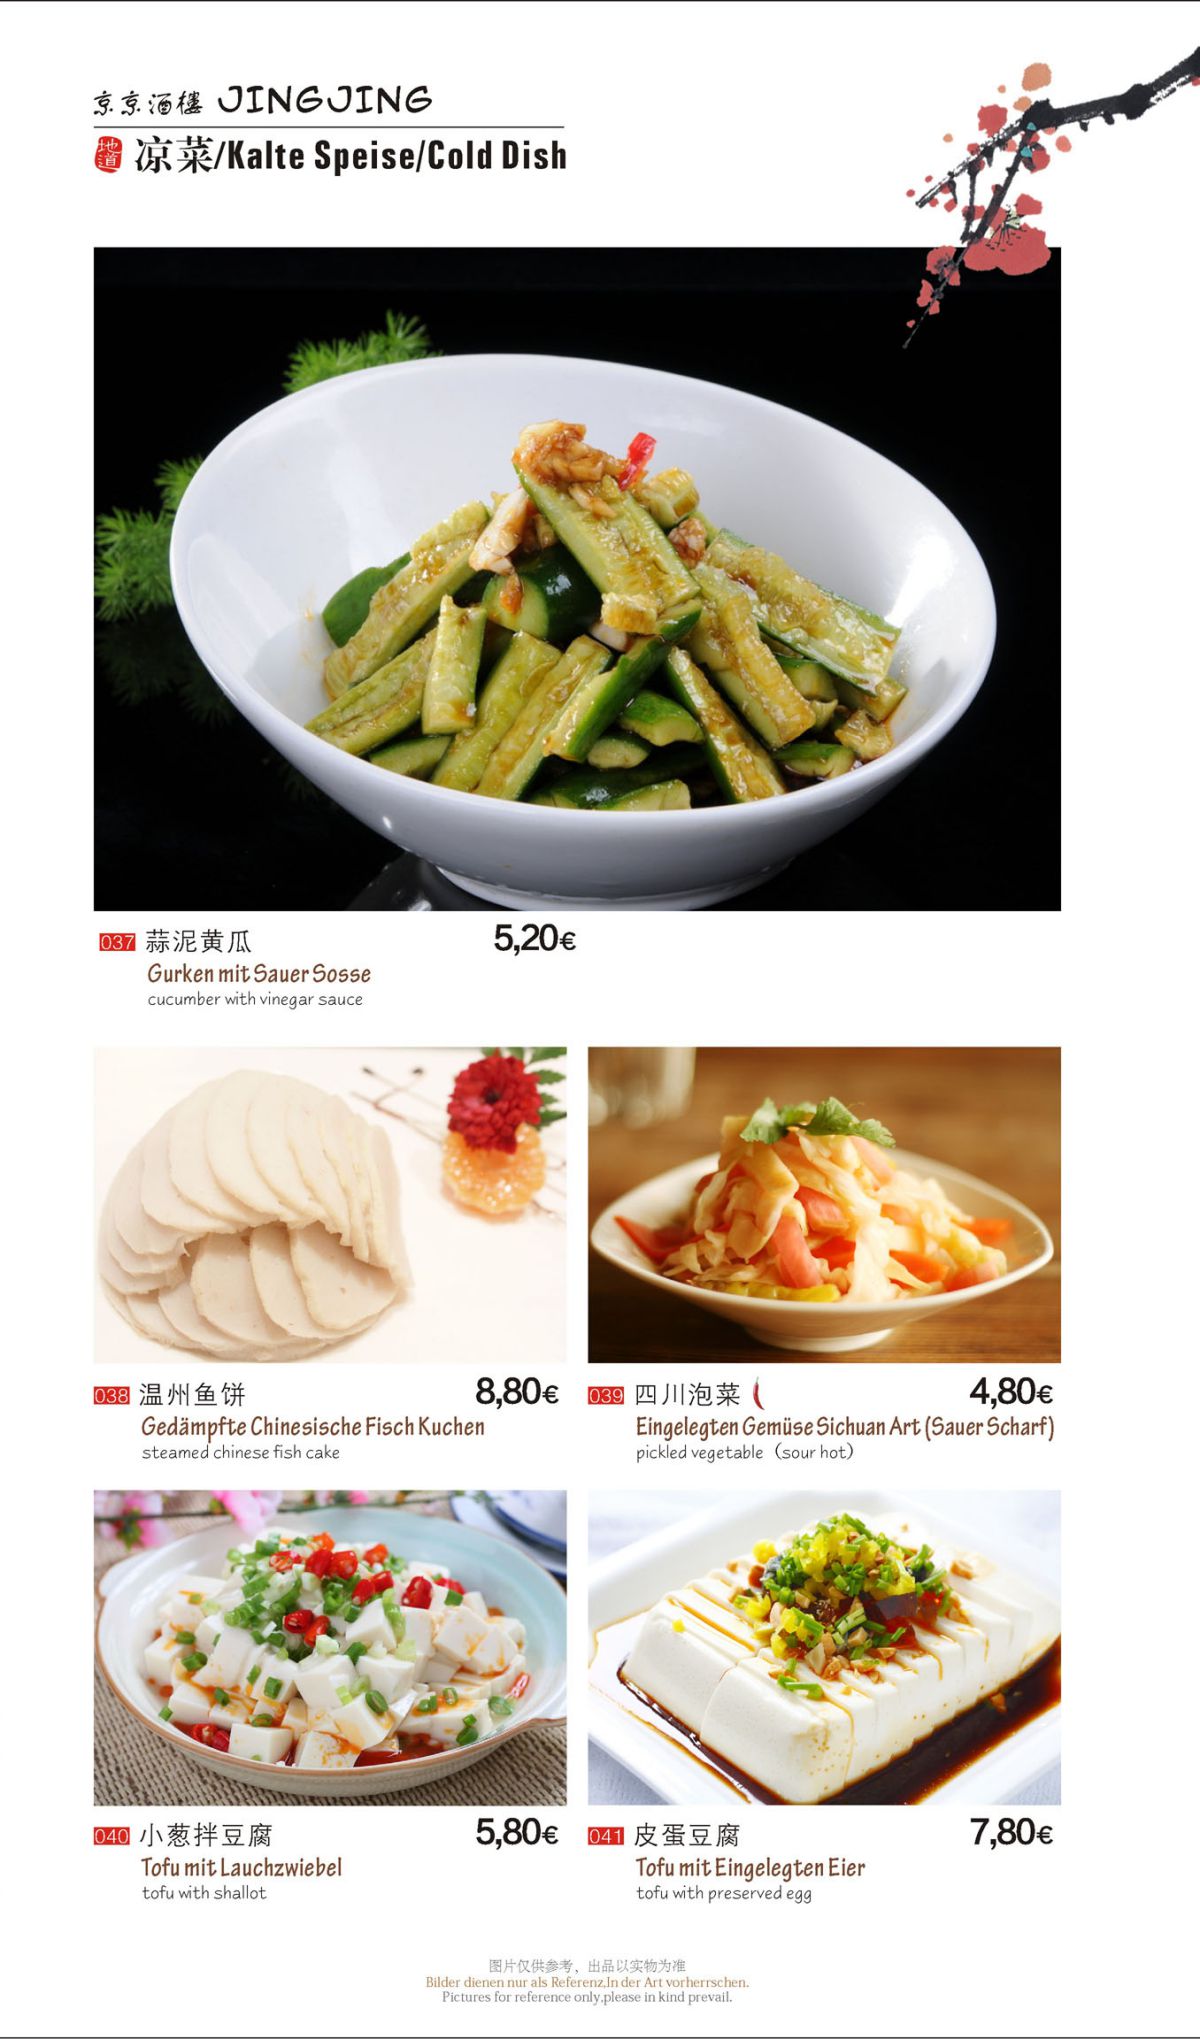 京京酒樓 JINGJING
地道 凉菜/Kalte Speise/Cold Dish
037 蒜泥黄瓜 5,20€
Gurken mit Sauer Sosse
cucumber with vinegar sauce
038 温州鱼饼 8,80€
Gedämpfte Chinesische Fisch Kuchen
steamed chinese fish cake
039 四川泡菜 4,80€
Eingelegten Gemüse Sichuan Art (Sauer Scharf)
pickled vegetable（sour hot）
040 小葱拌豆腐 5,80€
Tofu mit Lauchzwiebel
tofu with shallot
041 皮蛋豆腐 7,80€
Tofu mit Eingelegten Eier
tofu with preserved egg
图片仅供参考，出品以实物为准
Bilder dienen nur als Referenz,In der Art vorherrschen.
Pictures for reference only,please in kind prevail.